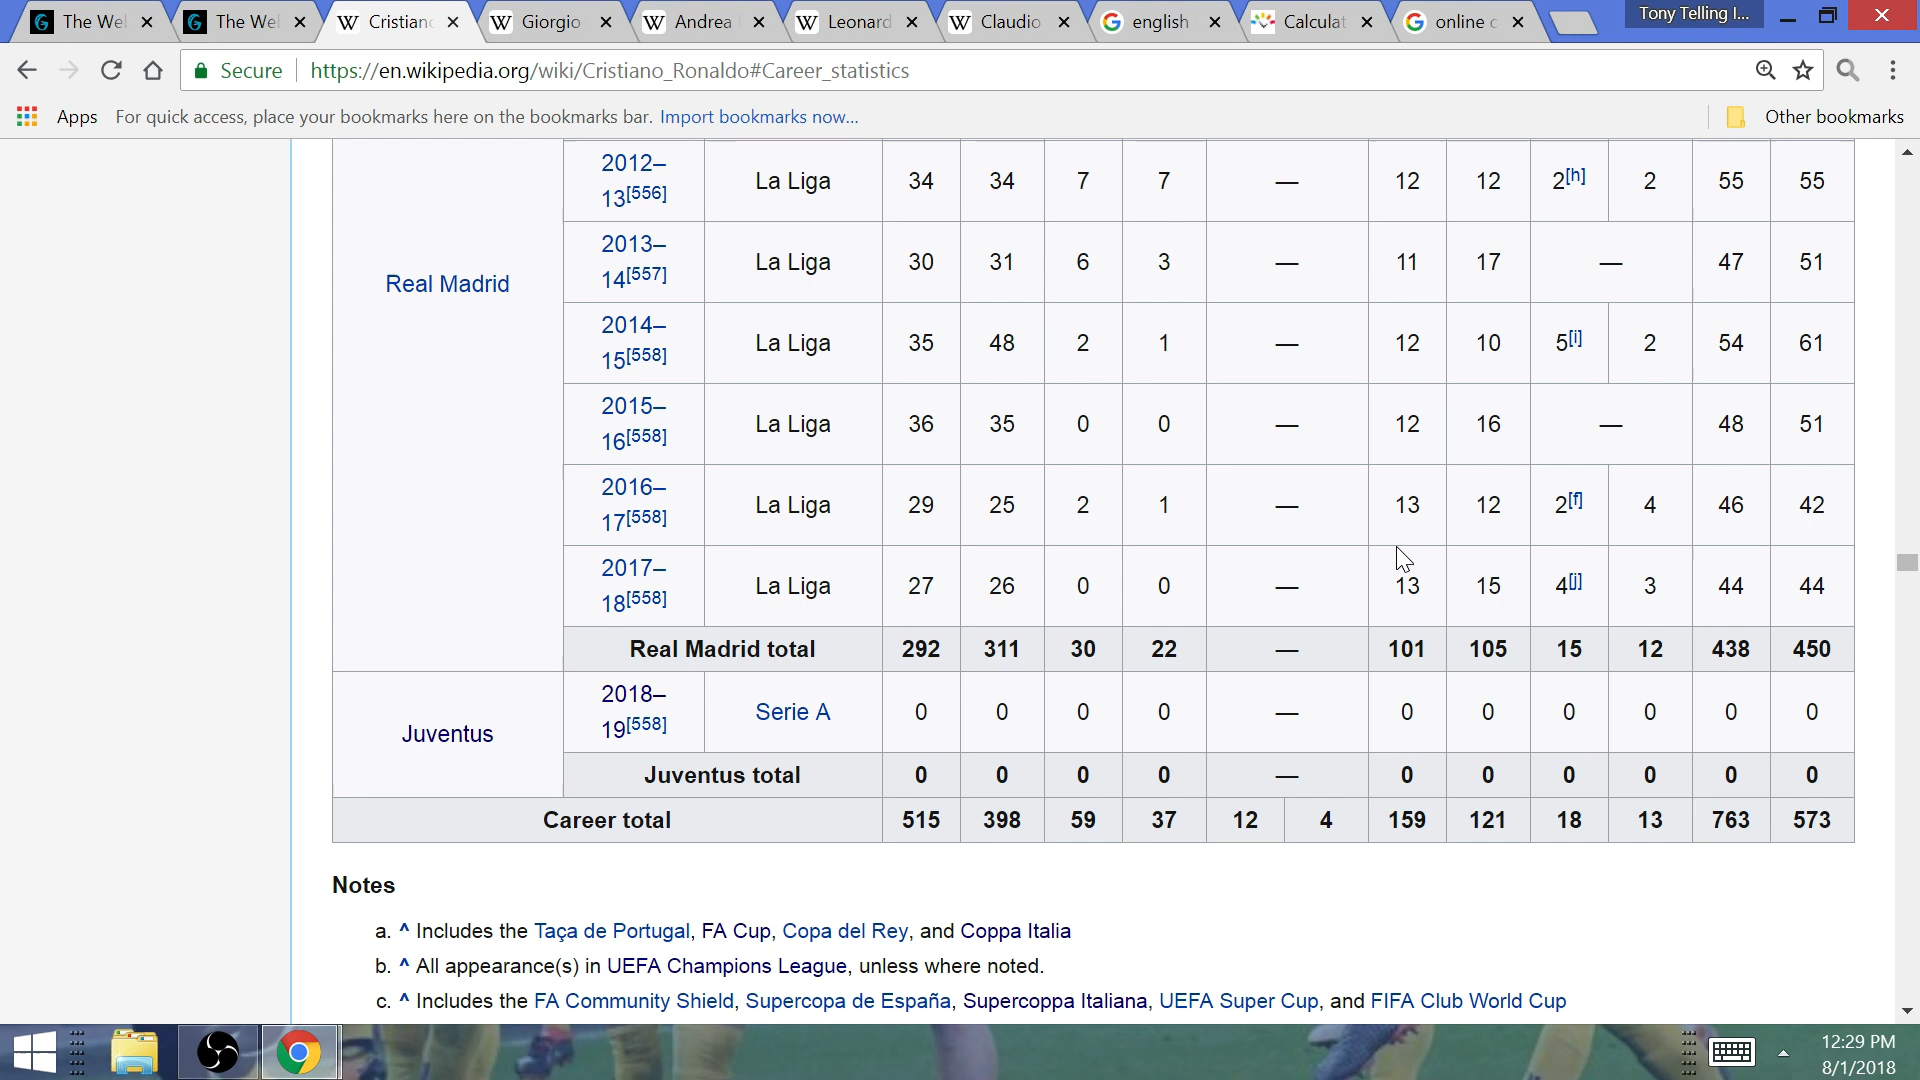 The Wel
The Wel
Cristiano
Giorgio
Andrea
Leonard
Claudio
english
Calculat
online c
Tony Telling I...
Secure https://en.wikipedia.org/wiki/Cristiano_Ronaldo#Career_statistics
Apps For quick access, place your bookmarks here on the bookmarks bar. Import bookmarks now... Other bookmarks
Real Madrid
2012–
13[556] La Liga 34 34 7 7 — 12 12 2[h] 2 55 55
2013–
14[557] La Liga 30 31 6 3 — 11 17 — 47 51
2014–
15[558] La Liga 35 48 2 1 — 12 10 5[i] 2 54 61
2015–
16[558] La Liga 36 35 0 0 — 12 16 — 48 51
2016–
17[558] La Liga 29 25 2 1 — 13 12 2[f] 4 46 42
2017–
18[558] La Liga 27 26 0 0 — 13 15 4[j] 3 44 44
Real Madrid total 292 311 30 22 — 101 105 15 12 438 450
Juventus
2018–
19[558] Serie A 0 0 0 0 — 0 0 0 0 0 0
Juventus total 0 0 0 0 — 0 0 0 0 0 0
Career total 515 398 59 37 12 4 159 121 18 13 763 573
Notes
a. ^ Includes the Taça de Portugal, FA Cup, Copa del Rey, and Coppa Italia
b. ^ All appearance(s) in UEFA Champions League, unless where noted.
c. ^ Includes the FA Community Shield, Supercopa de España, Supercoppa Italiana, UEFA Super Cup, and FIFA Club World Cup
12:29 PM
8/1/2018